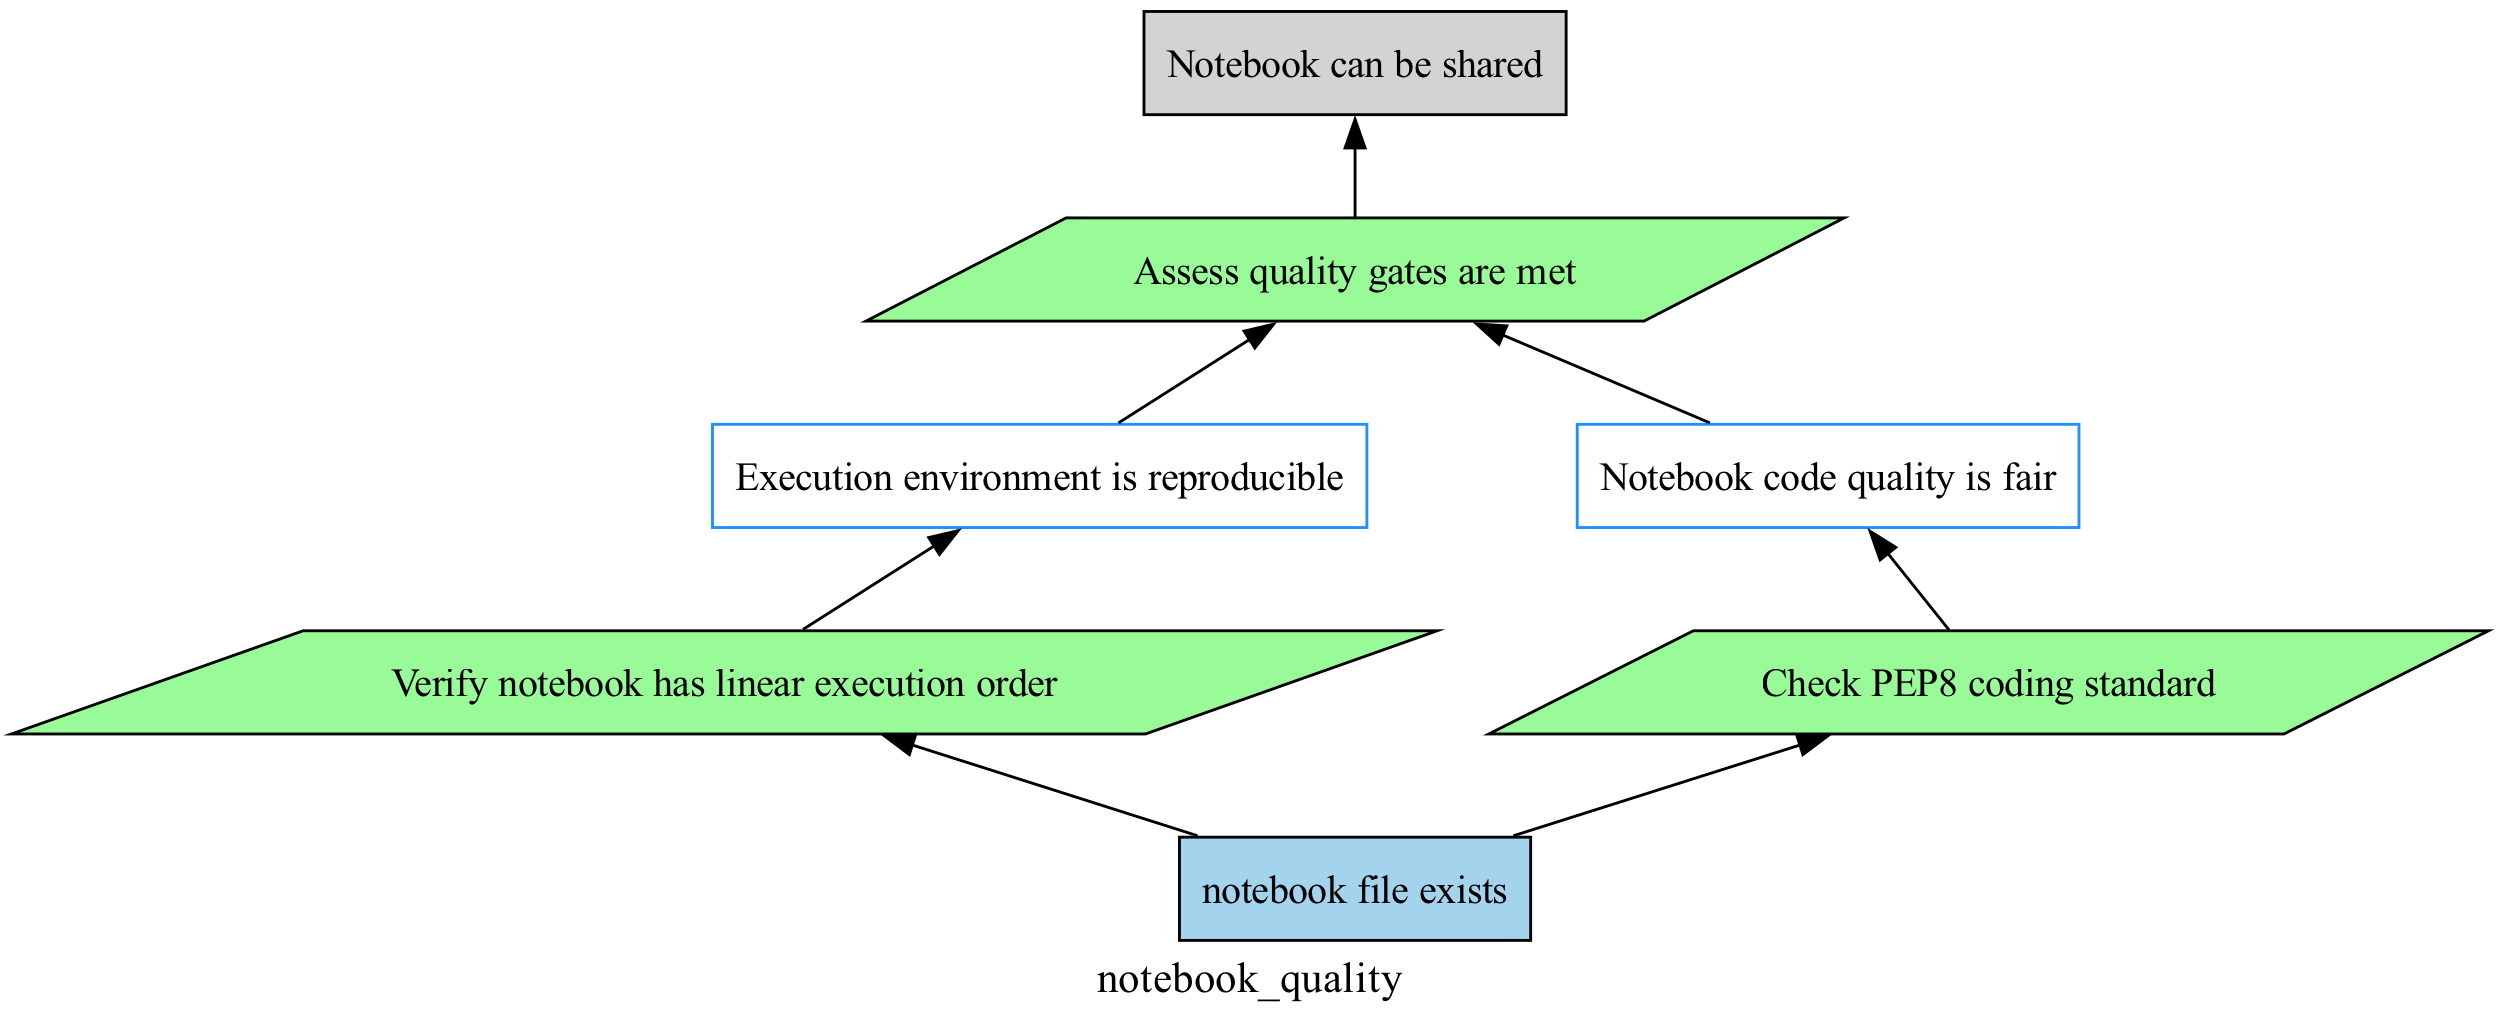 Notebook can be shared
Assess quality gates are met
Execution environment is reproducible
Notebook code quality is fair
Verify notebook has linear execution order
Check PEP8 coding standard
notebook file exists
notebook_quality